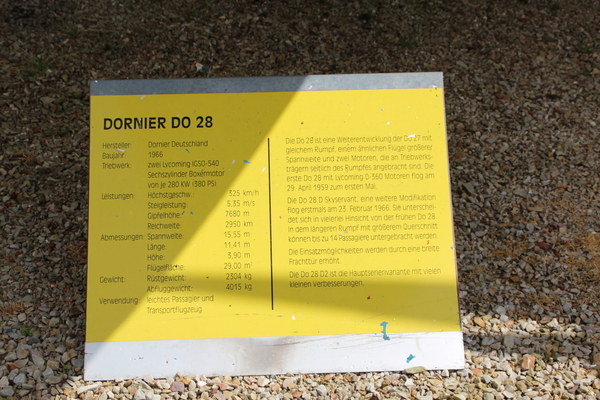 DORNIER DO 28
Hersteller: Dornier Deutschland
Baujahr: 1966
Triebwerk: zwei Lycoming IGSO-540
Sechszylinder Boxermotor
von je 280 KW (380 PS)
Leistungen: Höchstgeschw.: 325 km/h
Steigleistung: 5,35 m/s
Gipfelhöhe: 7680 m
Reichweite: 2950 km
Abmessungen: Spannweite: 15,55 m
Länge: 11,41 m
Höhe: 3,90 m
Flügelfläche: 29,00 m²
Gewicht: Rüstgewicht: 2304 kg
Abfluggewicht: 4015 kg
Verwendung: leichtes Passagier und
Transportflugzeug
Die Do 28 ist eine Weiterentwicklung der Do 27 mit
gleichem Rumpf, einem ähnlichen Flügel größerer
Spannweite und zwei Motoren, die an Triebwerks-
trägern seitlich des Rumpfes angebracht sind. Die
erste Do 28 mit Lycoming O-360 Motoren flog am
29. April 1959 zum ersten Mal.
Die Do 28 D Skyservant, eine weitere Modifikation
flog erstmals am 23. Februar 1966. Sie unterschei-
det sich in vielerlei Hinsicht von der frühen Do 28.
In dem längeren Rumpf mit größerem Querschnitt
können bis zu 14 Passagiere untergebracht werden.
Die Einsatzmöglichkeiten werden durch eine breite
Frachttür erhöht.
Die Do 28 D2 ist die Hauptserienvariante mit vielen
kleinen Verbesserungen.